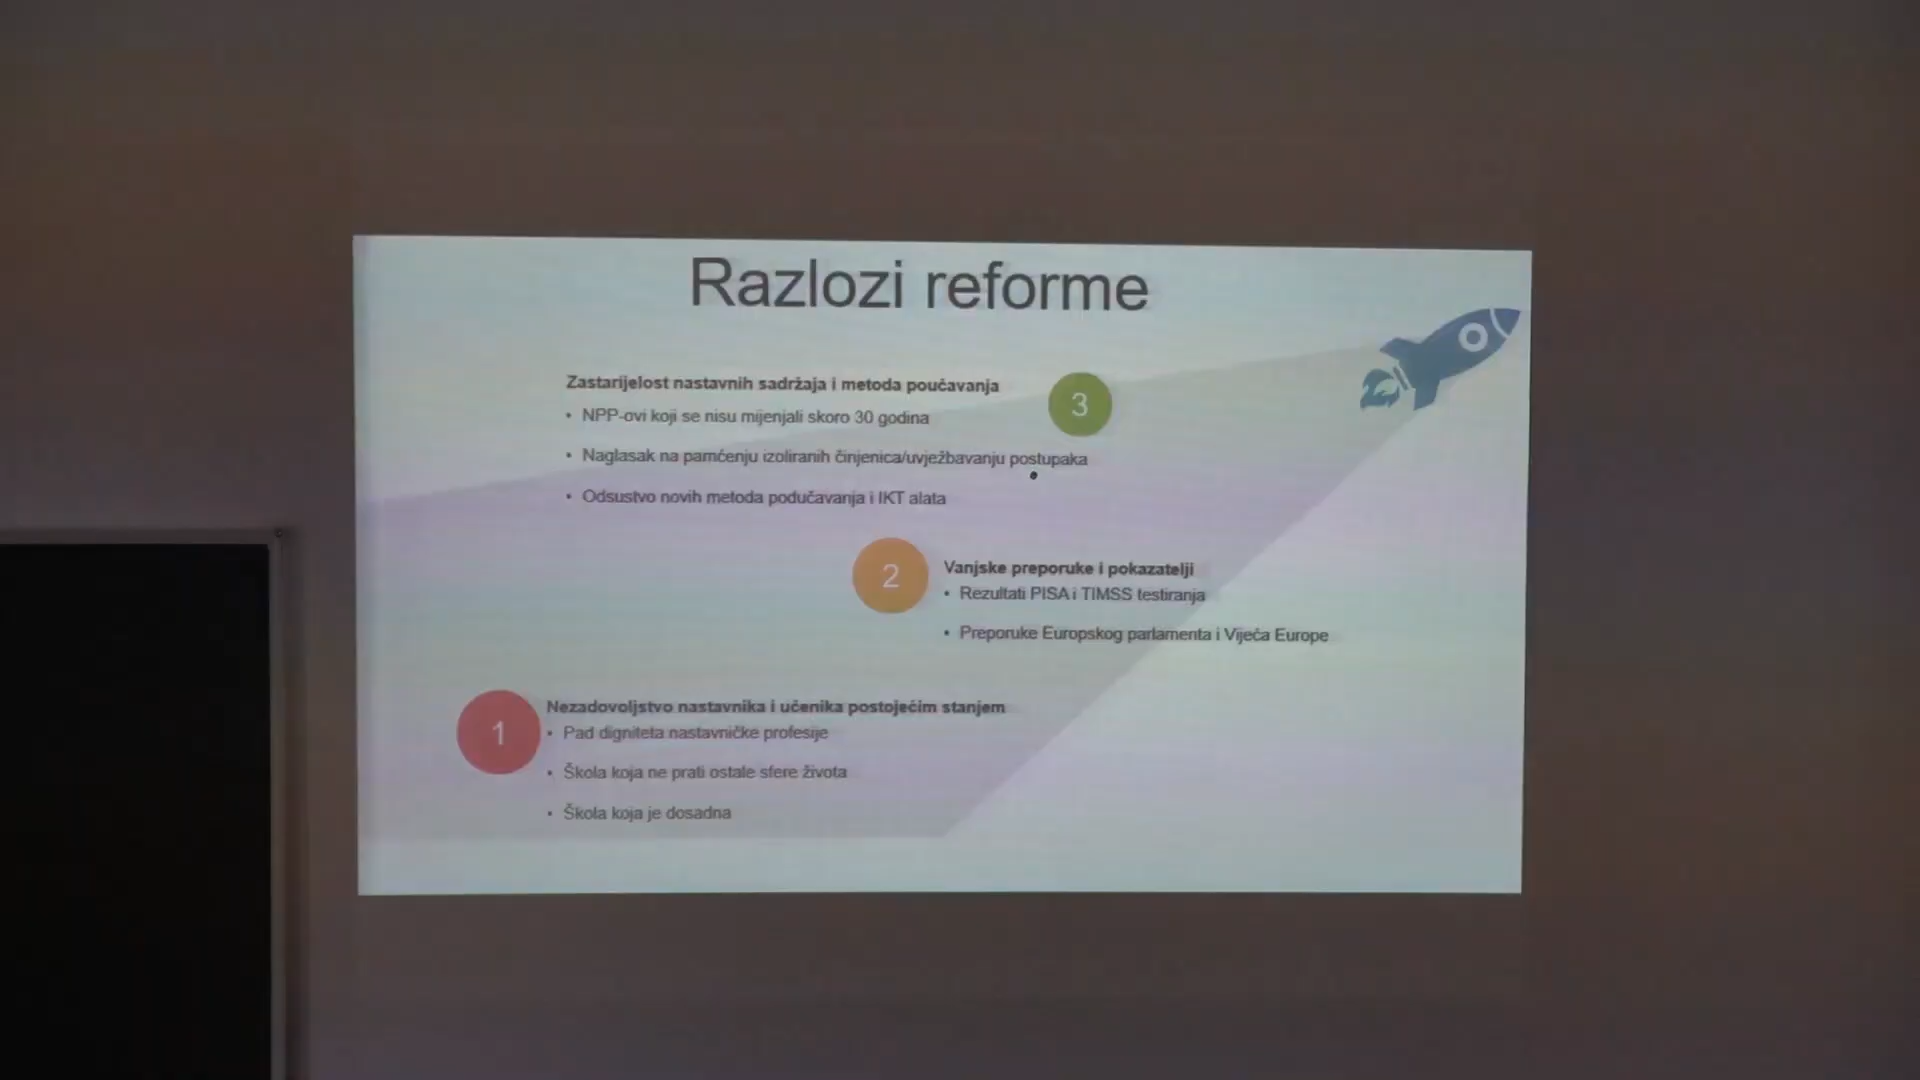 Razlozi reforme
Zastarijelost nastavnih sadržaja i metoda poučavanja
3
• NPP-ovi koji se nisu mijenjali skoro 30 godina
• Naglasak na pamćenju izoliranih činjenica/uvježbavanju postupaka
• Odsustvo novih metoda podučavanja i IKT alata
2
Vanjske preporuke i pokazatelji
• Rezultati PISA i TIMSS testiranja
• Preporuke Europskog parlamenta i Vijeća Europe
1
Nezadovoljstvo nastavnika i učenika postojećim stanjem
• Pad digniteta nastavničke profesije
• Škola koja ne prati ostale sfere života
• Škola koja je dosadna